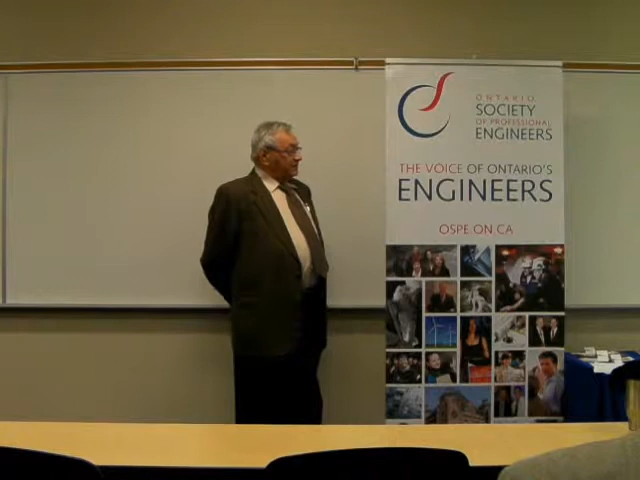 ONTARIO
SOCIETY
OF PROFESSIONAL
ENGINEERS
THE VOICE OF ONTARIO'S
ENGINEERS
OSPE.ON.CA